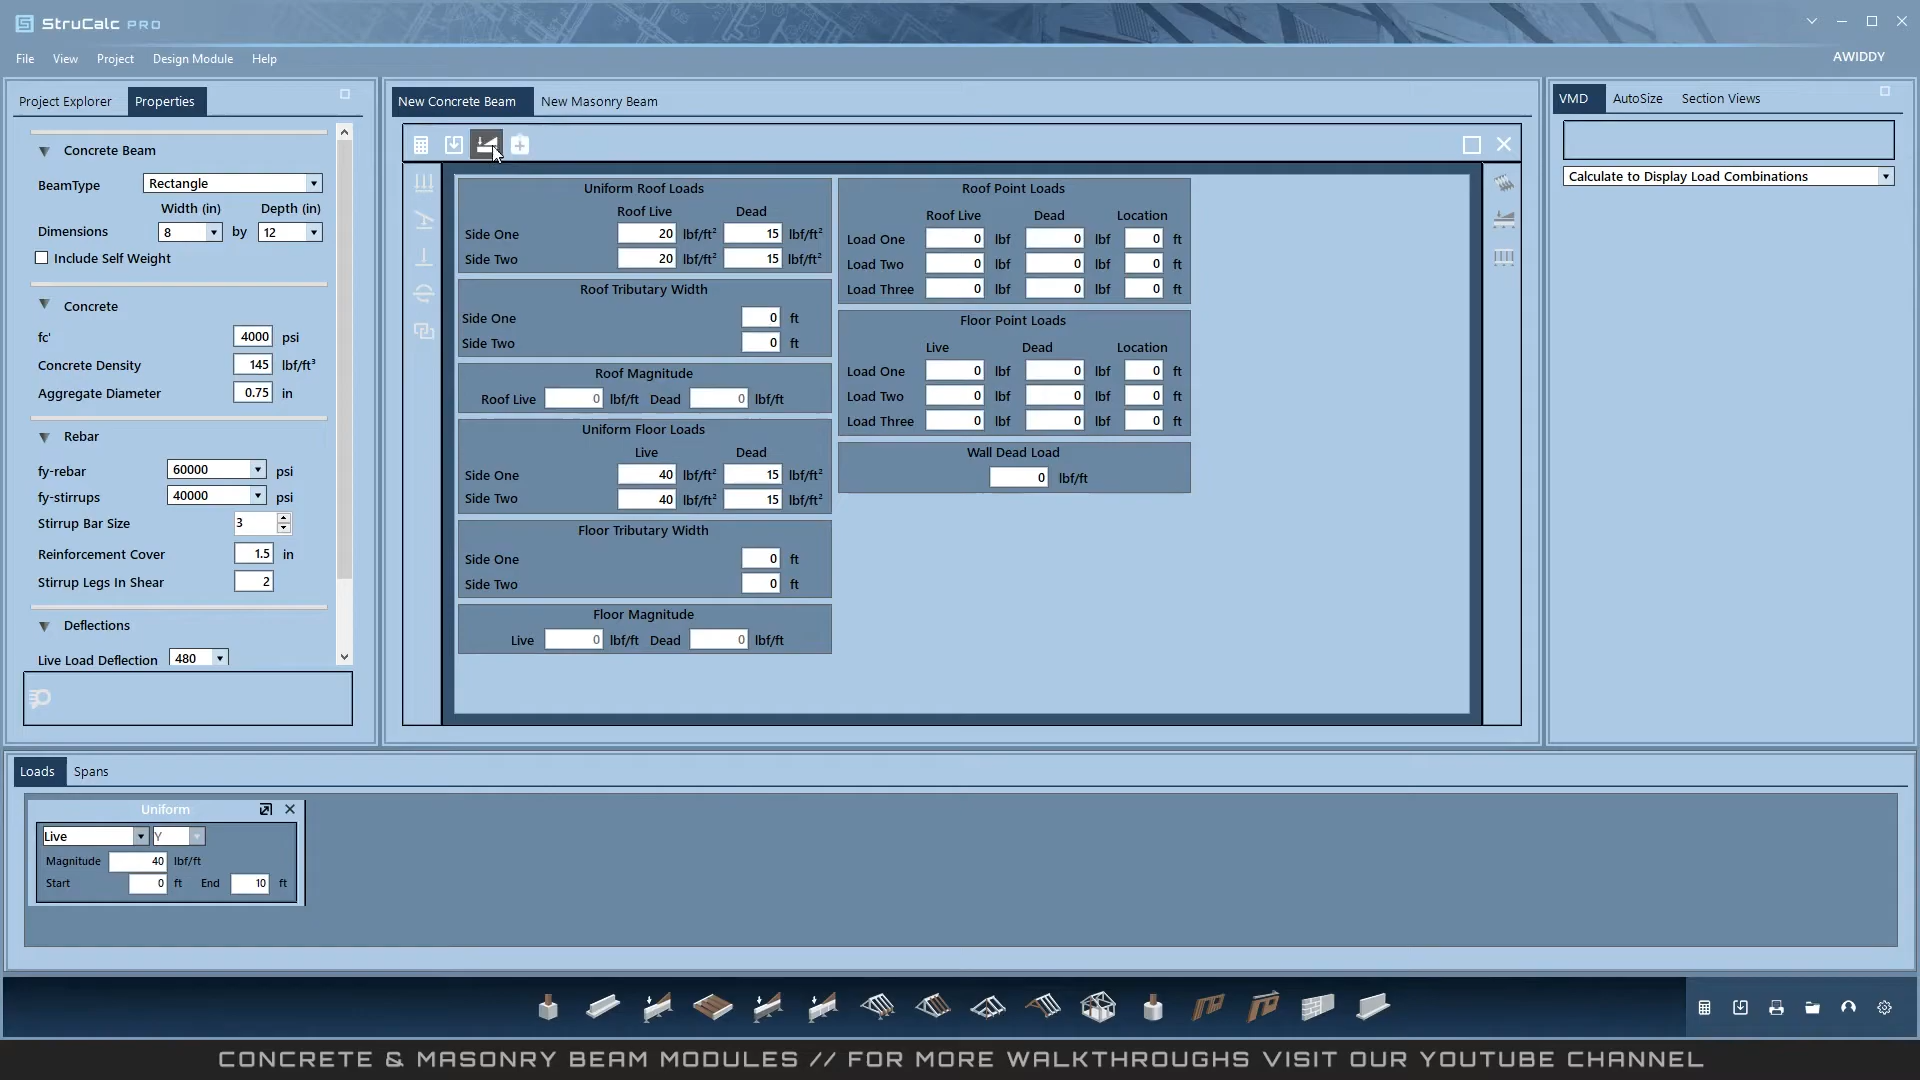 StruCalc PRO
File View Project Design Module Help
AWIDDY
Project Explorer Properties
Concrete Beam
BeamType Rectangle
Width (in) Depth (in)
Dimensions 8 by 12
Include Self Weight
Concrete
fc' 4000 psi
Concrete Density 145 lbf/ft³
Aggregate Diameter 0.75 in
Rebar
fy-rebar 60000 psi
fy-stirrups 40000 psi
Stirrup Bar Size 3
Reinforcement Cover 1.5 in
Stirrup Legs In Shear 2
Deflections
Live Load Deflection 480
New Concrete Beam New Masonry Beam
Uniform Roof Loads
Roof Live Dead
Side One 20 lbf/ft² 15 lbf/ft²
Side Two 20 lbf/ft² 15 lbf/ft²
Roof Tributary Width
Side One 0 ft
Side Two 0 ft
Roof Magnitude
Roof Live 0 lbf/ft Dead 0 lbf/ft
Uniform Floor Loads
Live Dead
Side One 40 lbf/ft² 15 lbf/ft²
Side Two 40 lbf/ft² 15 lbf/ft²
Floor Tributary Width
Side One 0 ft
Side Two 0 ft
Floor Magnitude
Live 0 lbf/ft Dead 0 lbf/ft
Roof Point Loads
Roof Live Dead Location
Load One 0 lbf 0 lbf 0 ft
Load Two 0 lbf 0 lbf 0 ft
Load Three 0 lbf 0 lbf 0 ft
Floor Point Loads
Live Dead Location
Load One 0 lbf 0 lbf 0 ft
Load Two 0 lbf 0 lbf 0 ft
Load Three 0 lbf 0 lbf 0 ft
Wall Dead Load
0 lbf/ft
VMD AutoSize Section Views
Calculate to Display Load Combinations
Loads Spans
Uniform
Live Y
Magnitude 40 lbf/ft
Start 0 ft End 10 ft
CONCRETE & MASONRY BEAM MODULES // FOR MORE WALKTHROUGHS VISIT OUR YOUTUBE CHANNEL